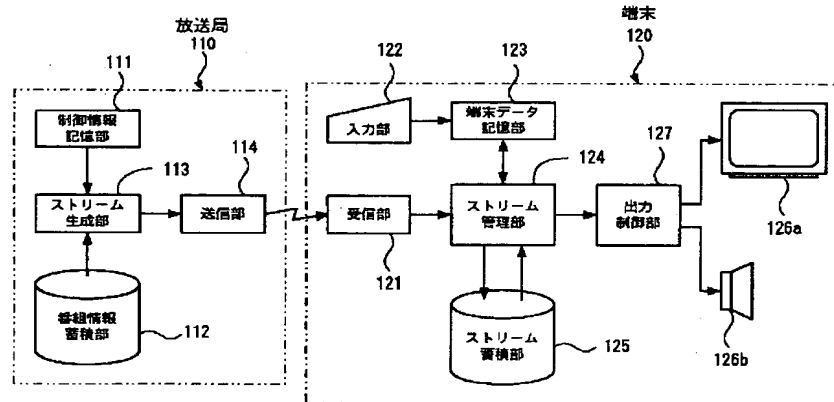 放送局
110
端末
120
111
制御情報
記憶部
122
入力部
123
端末データ
記憶部
113
ストリーム
生成部
114
送信部
受信部
121
124
ストリーム
管理部
127
出力
制御部
126a
番組情報
蓄積部
112
ストリーム
蓄積部
125
126b